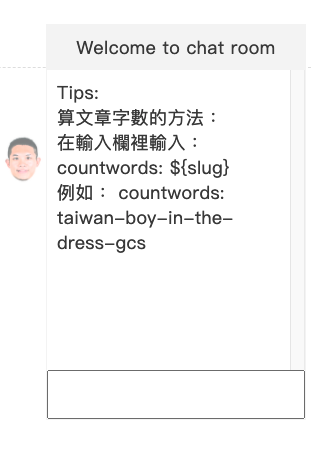 Welcome to chat room
Tips:
算文章字數的方法：
在輸入欄裡輸入：
countwords: ${slug}
例如： countwords:
taiwan-boy-in-the-
dress-gcs